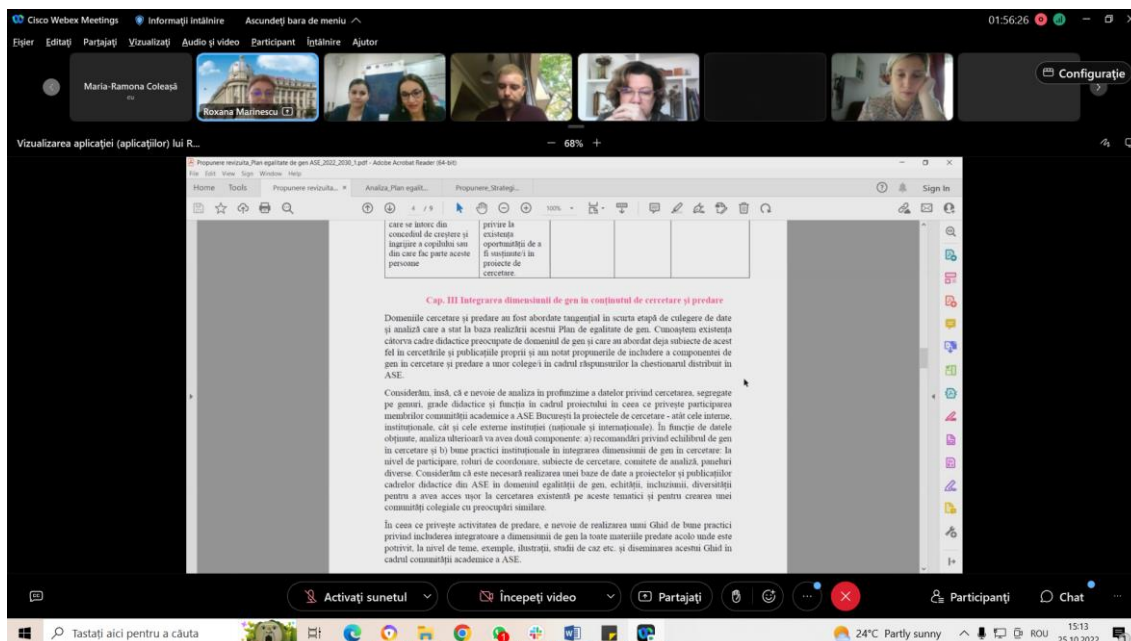 Cisco Webex Meetings Informații întâlnire Ascundeți bara de meniu 01:56:26
Fișier Editați Partajați Vizualizați Audio și video Participant Întâlnire Ajutor
Maria-Ramona Coleașă
eu
Roxana Marinescu
Configurație
Vizualizarea aplicației (aplicațiilor) lui R... 68%
Propunere revizuita_Plan egalitate de gen ASE_2022_2030_1.pdf - Adobe Acrobat Reader (64-bit)
File Edit View Sign Window Help
Home Tools Propunere revizuita... Analiza_Plan egalit... Propunere_Strategi... Sign In
4 / 9 100%
care se întorc din
concediul de creștere și
îngrijire a copilului sau
din care fac parte aceste
persoane
privire la
existența
oportunității de a
fi susținute/i în
proiecte de
cercetare.
Cap. III Integrarea dimensiunii de gen în conținutul de cercetare și predare
Domeniile cercetare și predare au fost abordate tangențial în scurta etapă de culegere de date
și analiză care a stat la baza realizării acestui Plan de egalitate de gen. Cunoaștem existența
câtorva cadre didactice preocupate de domeniul de gen și care au abordat deja subiecte de acest
fel în cercetările și publicațiile proprii și am notat propunerile de includere a componentei de
gen în cercetare și predare a unor colege/i în cadrul răspunsurilor la chestionarul distribuit în
ASE.
Considerăm, însă, că e nevoie de analiza în profunzime a datelor privind cercetarea, segregate
pe genuri, grade didactice și funcția în cadrul proiectului în ceea ce privește participarea
membrilor comunității academice a ASE București la proiectele de cercetare - atât cele interne,
instituționale, cât și cele externe instituției (naționale și internaționale). În funcție de datele
obținute, analiza ulterioară va avea două componente: a) recomandări privind echilibrul de gen
în cercetare și b) bune practici instituționale în integrarea dimensiunii de gen în cercetare: la
nivel de participare, roluri de coordonare, subiecte de cercetare, comitete de analiză, paneluri
diverse. Considerăm că este necesară realizarea unei baze de date a proiectelor și publicațiilor
cadrelor didactice din ASE în domeniul egalității de gen, echității, incluziunii, diversității
pentru a avea acces ușor la cercetarea existentă pe aceste tematici și pentru crearea unei
comunități colegiale cu preocupări similare.
În ceea ce privește activitatea de predare, e nevoie de realizarea unui Ghid de bune practici
privind includerea integratoare a dimensiunii de gen la toate materiile predate acolo unde este
potrivit, la nivel de teme, exemple, ilustrații, studii de caz etc. și diseminarea acestui Ghid în
cadrul comunității academice a ASE.
Activați sunetul Începeți video Partajați Participanți Chat
Tastați aici pentru a căuta 24°C Partly sunny ROU 15:13
25.10.2022